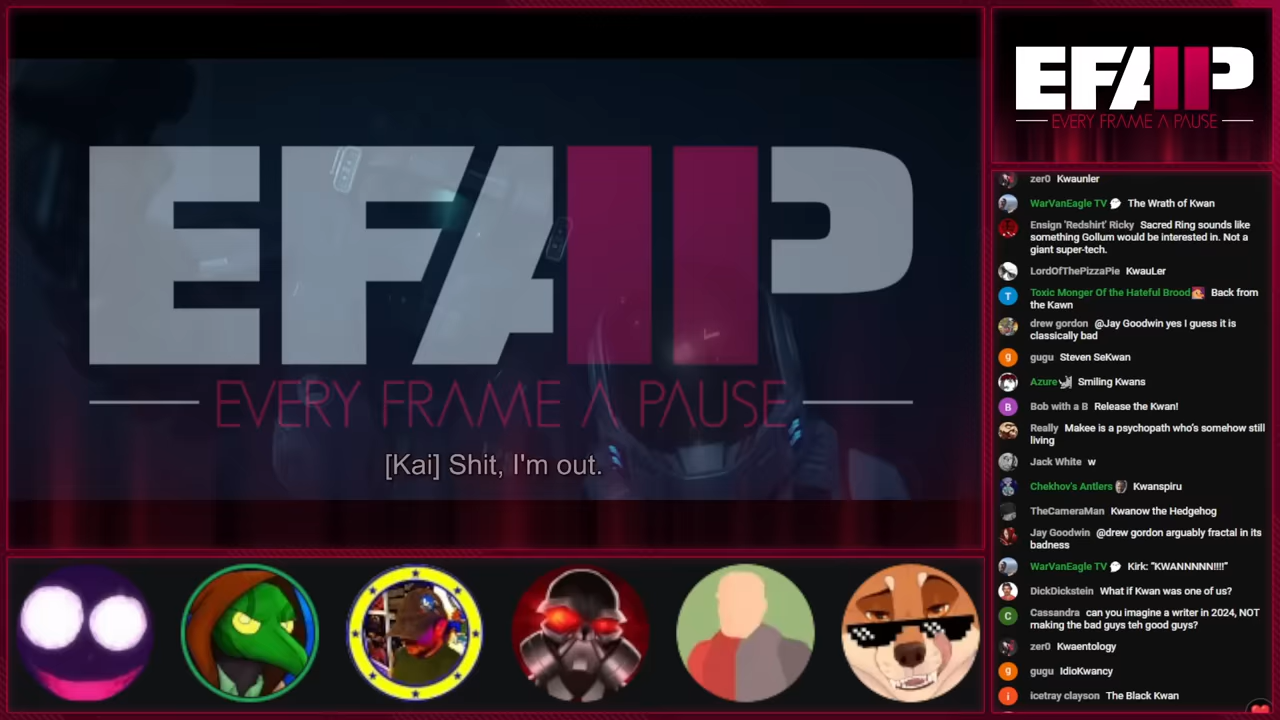 EFAP
EVERY FRAME A PAUSE
[Kai] Shit, I'm out.
EFAP
EVERY FRAME A PAUSE
zer0 Kwaunler
WarVanEagle TV The Wrath of Kwan
Ensign 'Redshirt' Ricky Sacred Ring sounds like
something Gollum would be interested in. Not a
giant super-tech.
LordOfThePizzaPie KwauLer
T
Toxic Monger Of the Hateful Brood Back from
the Kawn
drew gordon @Jay Goodwin yes I guess it is
classically bad
g
gugu Steven SeKwan
Azure Smiling Kwans
B
Bob with a B Release the Kwan!
Really Makee is a psychopath who's somehow still
living
Jack White w
Chekhov's Antlers Kwanspiru
TheCameraMan Kwanow the Hedgehog
Jay Goodwin @drew gordon arguably fractal in its
badness
WarVanEagle TV Kirk: “KWANNNNN!!!!”
DickDickstein What if Kwan was one of us?
C
Cassandra can you imagine a writer in 2024, NOT
making the bad guys teh good guys?
zer0 Kwaentology
g
gugu IdioKwancy
i
icetray clayson The Black Kwan